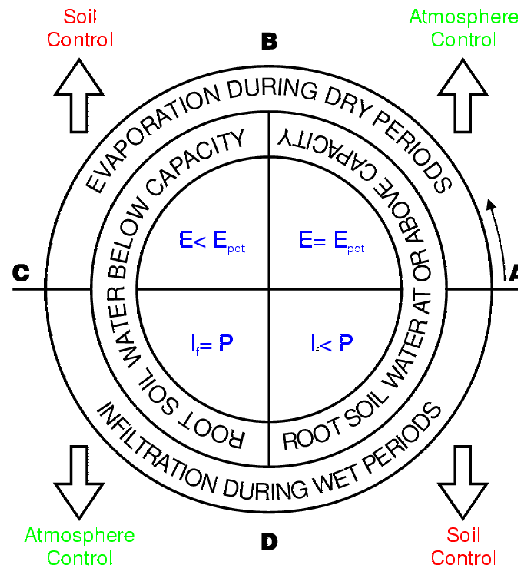 Soil
Control
Atmosphere
Control
B
EVAPORATION DURING DRY PERIODS
ROOT SOIL WATER BELOW CAPACITY
ROOT SOIL WATER AT OR ABOVE CAPACITY
E< Epot
E= Epot
C
A
If= P
If< P
INFILTRATION DURING WET PERIODS
Atmosphere
Control
D
Soil
Control